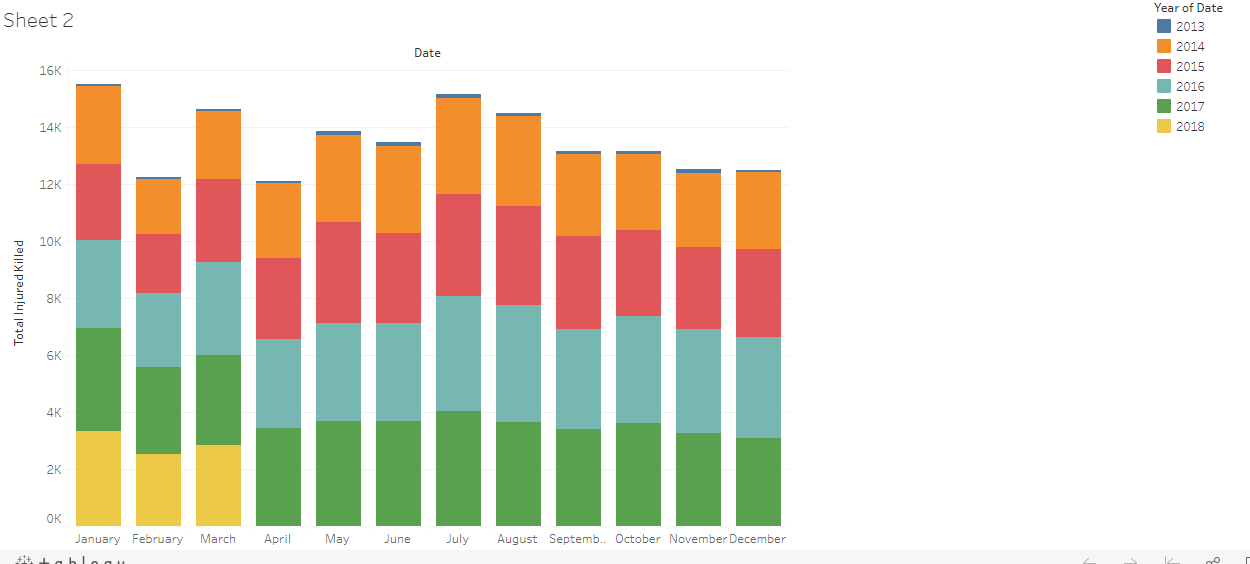 Sheet 2
Year of Date
2013
2014
2015
2016
2017
2018
Date
Total Injured Killed
16K
14K
12K
10K
8K
6K
4K
2K
0K
January February March April May June July August Septemb.. October November December
tableau